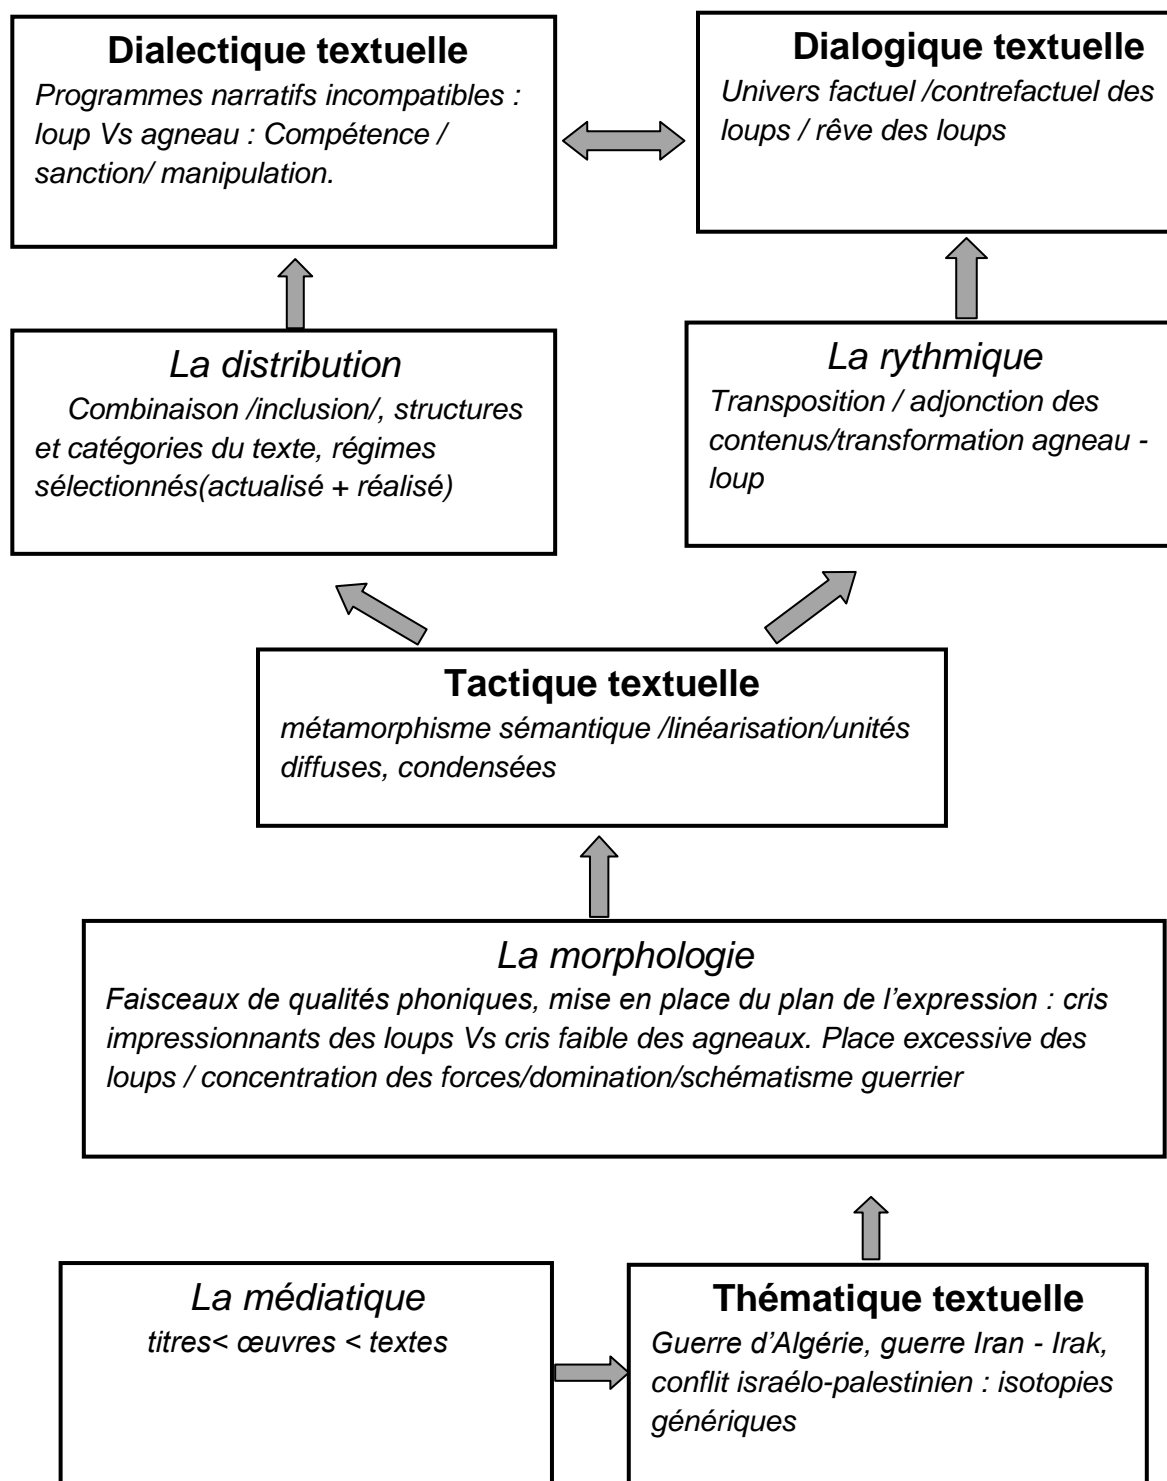 Dialectique textuelle
Programmes narratifs incompatibles :
loup Vs agneau : Compétence /
sanction/ manipulation.
Dialogique textuelle
Univers factuel /contrefactuel des
loups / rêve des loups
La distribution
Combinaison /inclusion/, structures
et catégories du texte, régimes
sélectionnés(actualisé + réalisé)
La rythmique
Transposition / adjonction des
contenus/transformation agneau -
loup
Tactique textuelle
métamorphisme sémantique /linéarisation/unités
diffuses, condensées
La morphologie
Faisceaux de qualités phoniques, mise en place du plan de l’expression : cris
impressionnants des loups Vs cris faible des agneaux. Place excessive des
loups / concentration des forces/domination/schématisme guerrier
La médiatique
titres< œuvres < textes
Thématique textuelle
Guerre d’Algérie, guerre Iran - Irak,
conflit israélo-palestinien : isotopies
génériques